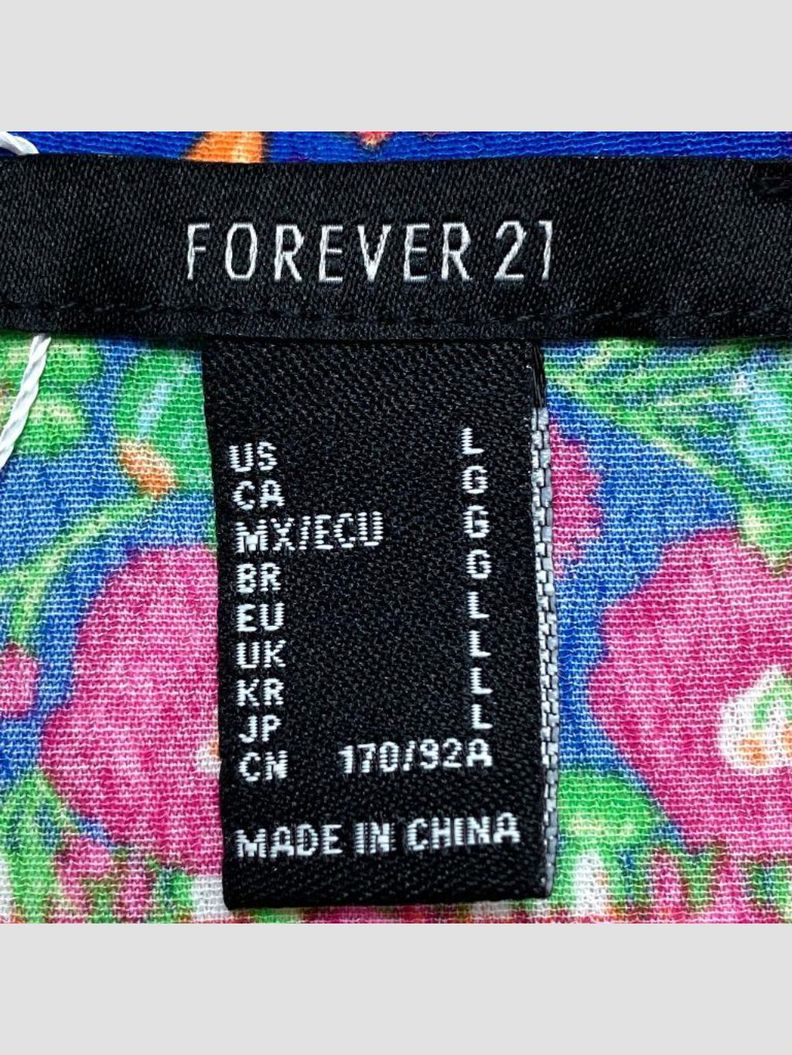 FOREVER 21
US L
CA G
MX/ECU G
BR G
EU L
UK L
KR L
JP L
CN 170/92A
MADE IN CHINA